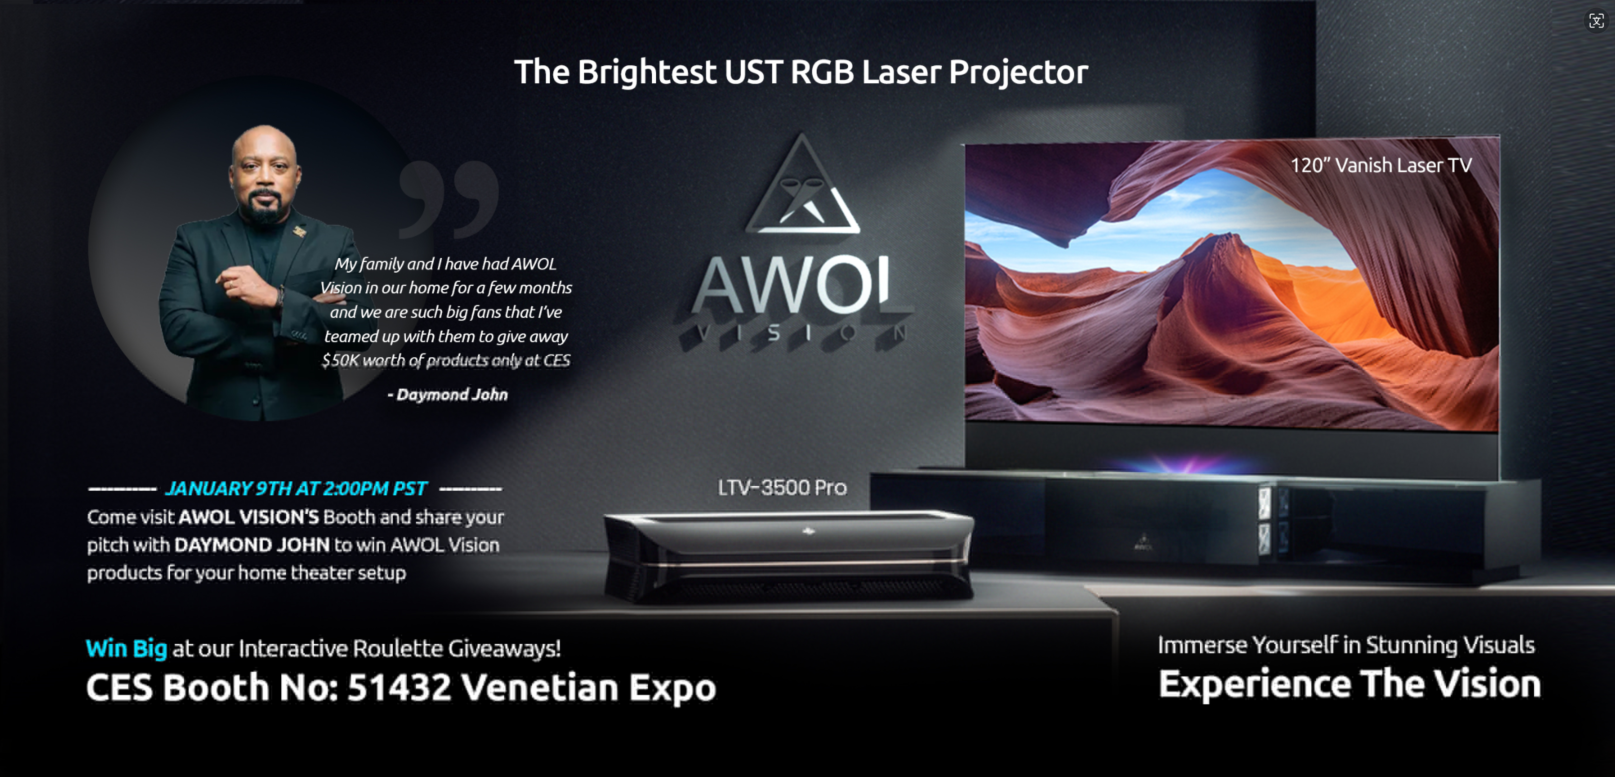 The Brightest UST RGB Laser Projector
”
My family and I have had AWOL
Vision in our home for a few months
and we are such big fans that I’ve
teamed up with them to give away
$50K worth of products only at CES
- Daymond John
AWOL
VISION
120” Vanish Laser TV
LTV-3500 Pro
AWOL
---------- JANUARY 9TH AT 2:00PM PST ----------
Come visit AWOL VISION’S Booth and share your
pitch with DAYMOND JOHN to win AWOL Vision
products for your home theater setup
Win Big at our Interactive Roulette Giveaways!
CES Booth No: 51432 Venetian Expo
Immerse Yourself in Stunning Visuals
Experience The Vision